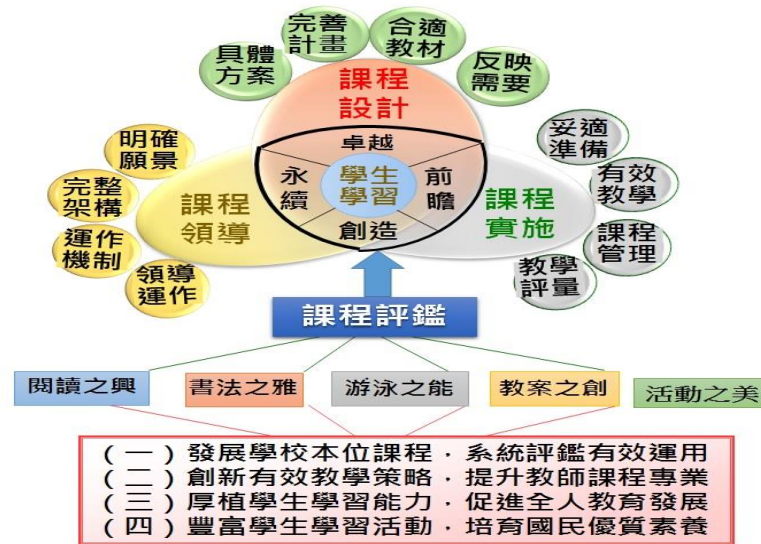 完善
計畫
合適
教材
具體
方案
反映
需要
課程
設計
明確
願景
完整
架構
運作
機制
領導
運作
課程
領導
卓越
永
續
學生
學習
前
瞻
創造
課程
實施
妥適
準備
有效
教學
課程
管理
教學
評量
課程評鑑
閱讀之興
書法之雅
游泳之能
教案之創
活動之美
(一)發展學校本位課程．系統評鑑有效運用
(二)創新有效教學策略．提升教師課程專業
(三)厚植學生學習能力．促進全人教育發展
(四)豐富學生學習活動．培育國民優質素養